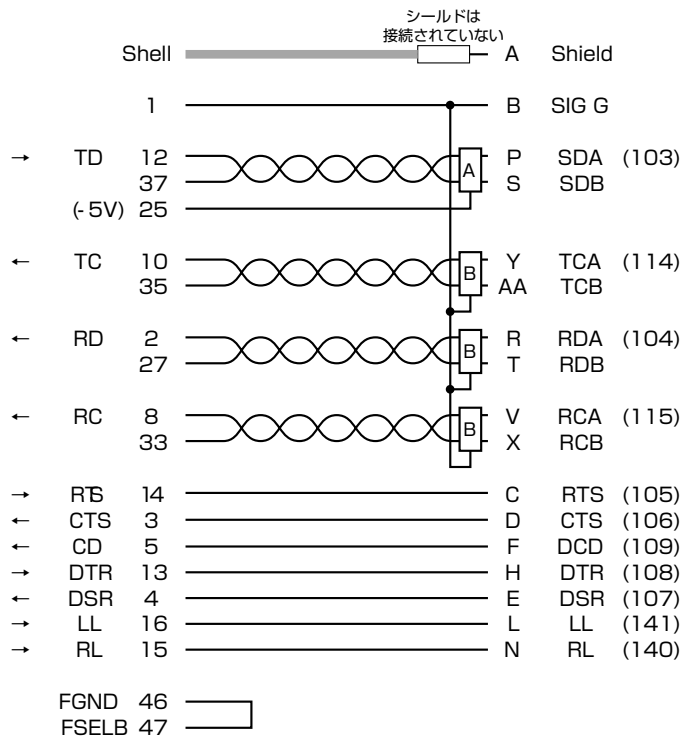 シールドは
接続されていない
Shell A Shield
1 B SIG G
→ TD 12 P SDA (103)
37 A S SDB
(- 5V) 25
← TC 10 Y TCA (114)
35 B AA TCB
← RD 2 R RDA (104)
27 B T RDB
← RC 8 V RCA (115)
33 B X RCB
→ RTS 14 C RTS (105)
← CTS 3 D CTS (106)
← CD 5 F DCD (109)
→ DTR 13 H DTR (108)
← DSR 4 E DSR (107)
→ LL 16 L LL (141)
→ RL 15 N RL (140)
FGND 46
FSELB 47